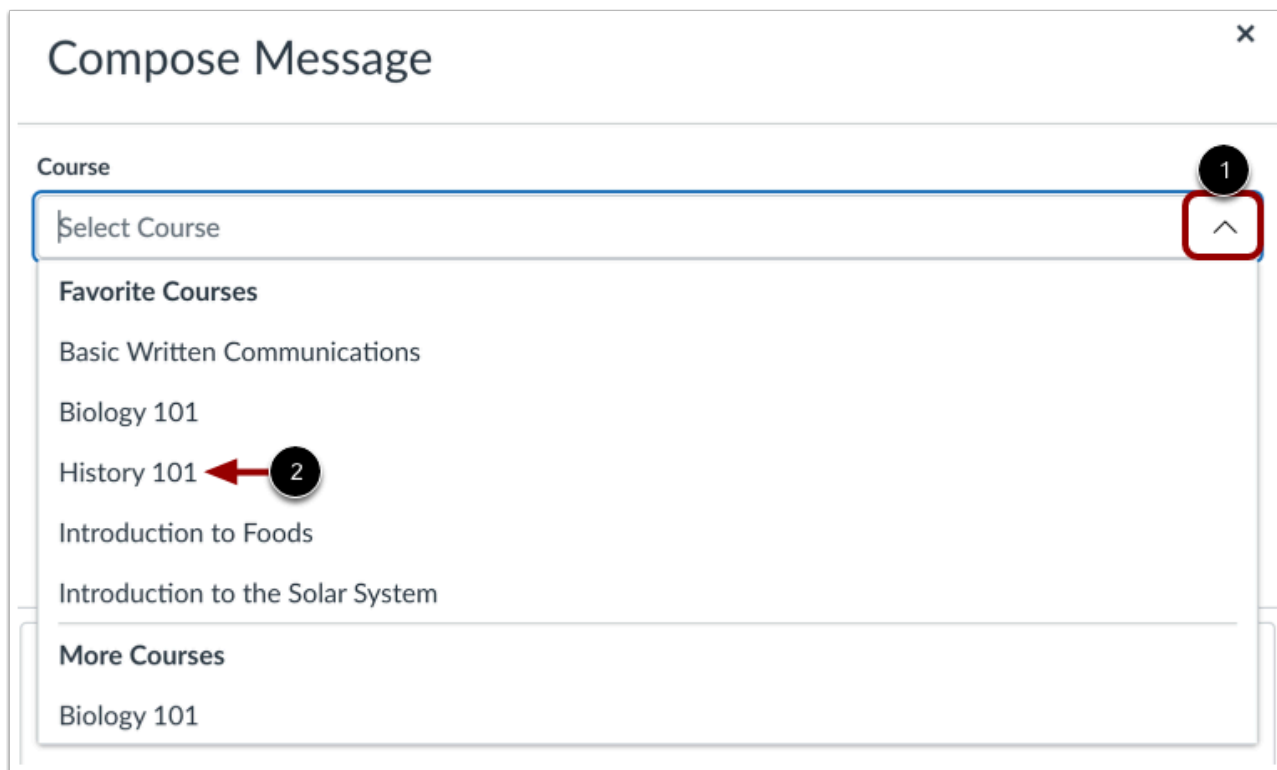 Compose Message
Course
1
Select Course
Favorite Courses
Basic Written Communications
Biology 101
History 101 2
Introduction to Foods
Introduction to the Solar System
More Courses
Biology 101